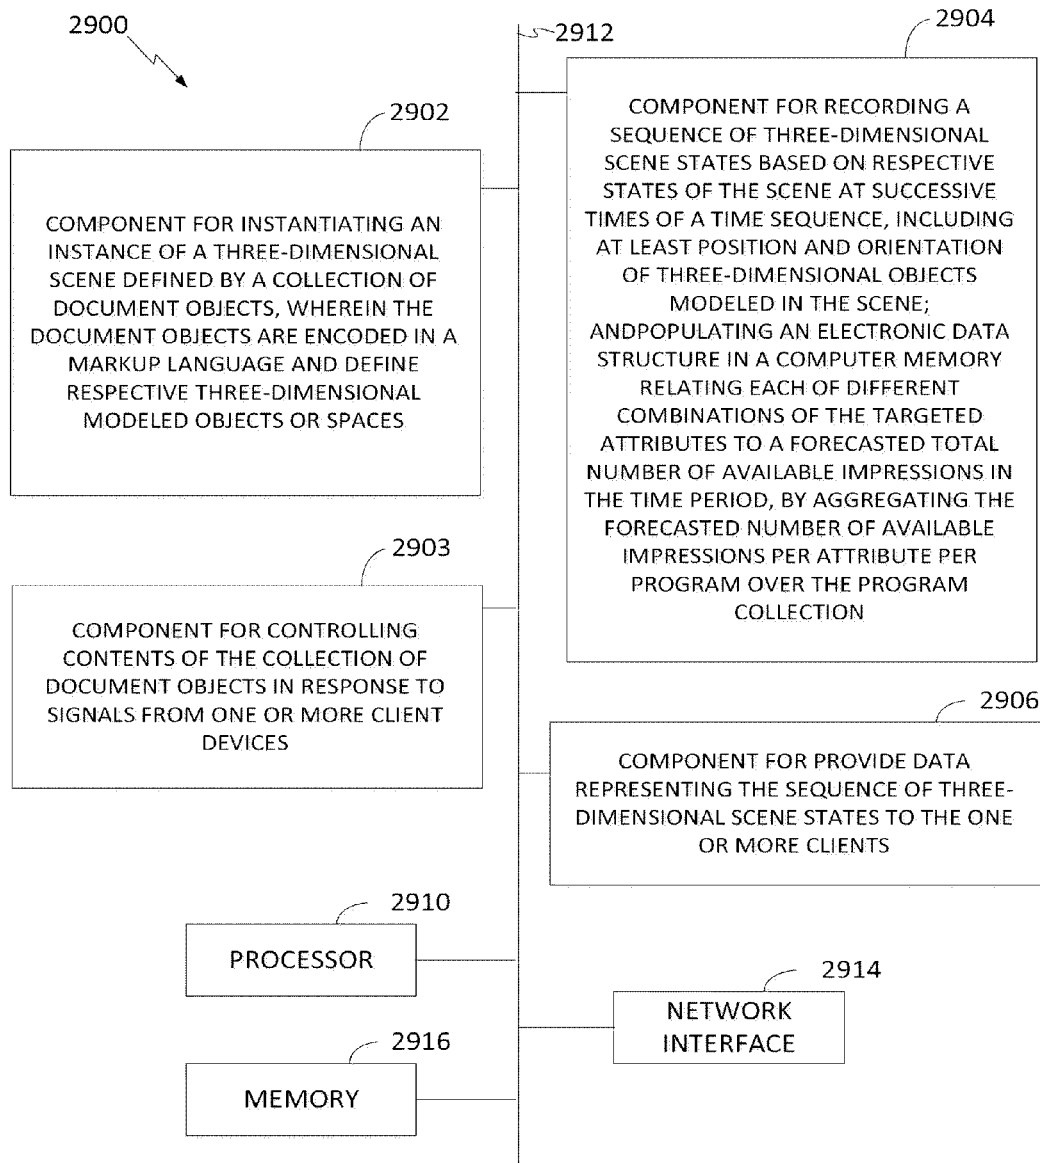 2900
2912
2904
2902
COMPONENT FOR INSTANTIATING AN
INSTANCE OF A THREE-DIMENSIONAL
SCENE DEFINED BY A COLLECTION OF
DOCUMENT OBJECTS, WHEREIN THE
DOCUMENT OBJECTS ARE ENCODED IN A
MARKUP LANGUAGE AND DEFINE
RESPECTIVE THREE-DIMENSIONAL
MODELED OBJECTS OR SPACES
COMPONENT FOR RECORDING A
SEQUENCE OF THREE-DIMENSIONAL
SCENE STATES BASED ON RESPECTIVE
STATES OF THE SCENE AT SUCCESSIVE
TIMES OF A TIME SEQUENCE, INCLUDING
AT LEAST POSITION AND ORIENTATION
OF THREE-DIMENSIONAL OBJECTS
MODELED IN THE SCENE;
ANDPOPULATING AN ELECTRONIC DATA
STRUCTURE IN A COMPUTER MEMORY
RELATING EACH OF DIFFERENT
COMBINATIONS OF THE TARGETED
ATTRIBUTES TO A FORECASTED TOTAL
NUMBER OF AVAILABLE IMPRESSIONS IN
THE TIME PERIOD, BY AGGREGATING THE
FORECASTED NUMBER OF AVAILABLE
IMPRESSIONS PER ATTRIBUTE PER
PROGRAM OVER THE PROGRAM
COLLECTION
2903
COMPONENT FOR CONTROLLING
CONTENTS OF THE COLLECTION OF
DOCUMENT OBJECTS IN RESPONSE TO
SIGNALS FROM ONE OR MORE CLIENT
DEVICES
2906
COMPONENT FOR PROVIDE DATA
REPRESENTING THE SEQUENCE OF THREE-
DIMENSIONAL SCENE STATES TO THE ONE
OR MORE CLIENTS
2910
PROCESSOR
2914
NETWORK
INTERFACE
2916
MEMORY